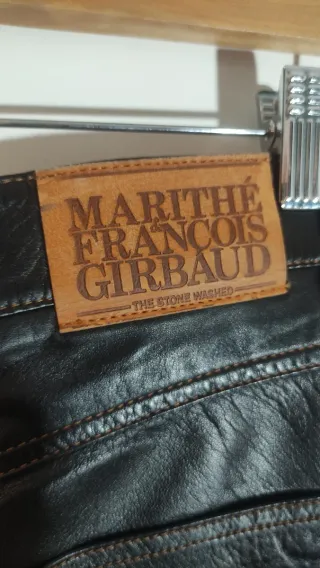 MARITHÉ
&
FRANCOIS
GIRBAUD
THE STONE WASHED